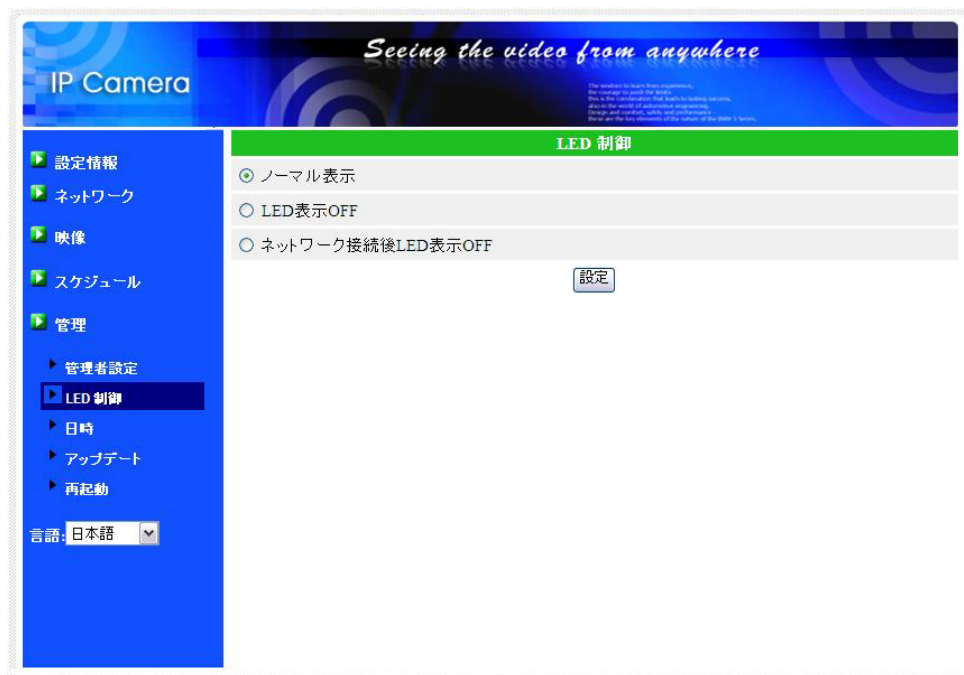 Seeing the video from anywhere
IP Camera
LED 制御
設定情報
ネットワーク
映像
スケジュール
管理
管理者設定
LED 制御
日時
アップデート
再起動
言語:日本語
ノーマル表示
LED表示OFF
ネットワーク接続後LED表示OFF
設定